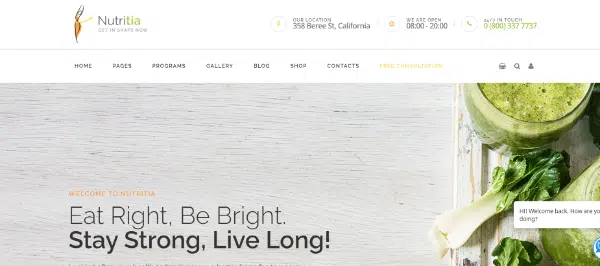 Nutritia
GET IN SHAPE NOW
OUR LOCATION
358 Beree St, California
WE ARE OPEN
08:00 - 20:00
24/7 IN TOUCH
0 (800) 337 7737
HOME PAGES PROGRAMS GALLERY BLOG SHOP CONTACTS FREE CONSULTATION
WELCOME TO NUTRITIA
Eat Right, Be Bright.
Stay Strong, Live Long!
Hi! Welcome back. How are you
doing?